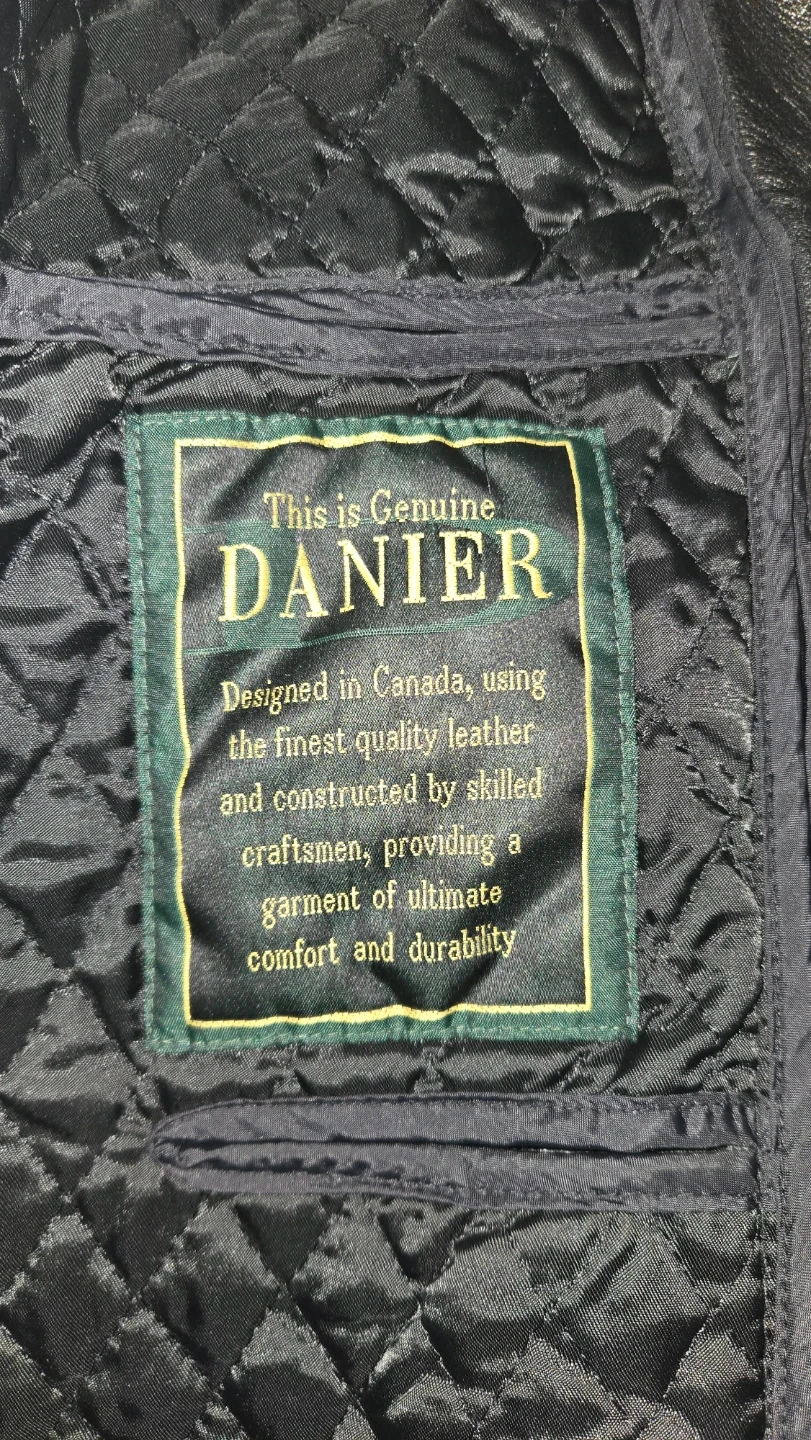 This is Genuine
DANIER
Designed in Canada, using
the finest quality leather
and constructed by skilled
craftsmen, providing a
garment of ultimate
comfort and durability